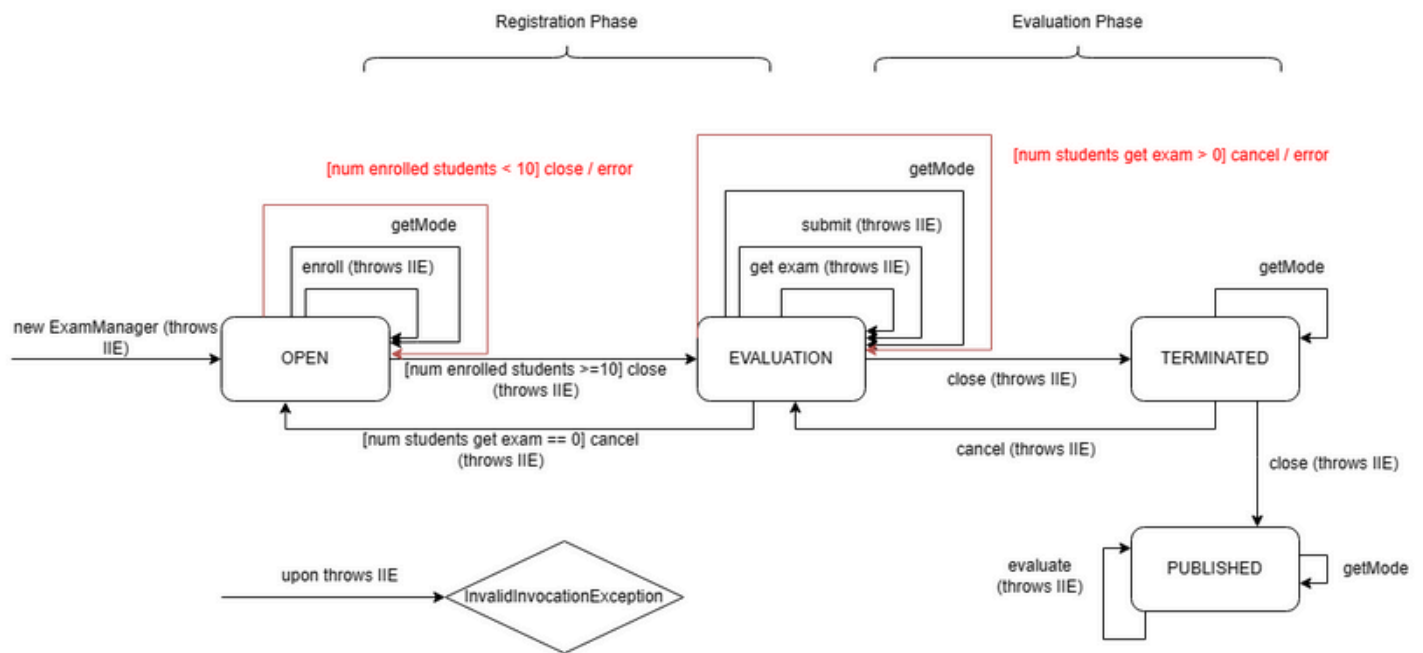 Registration Phase
Evaluation Phase
[num enrolled students < 10] close / error
[num students get exam > 0] cancel / error
getMode
getMode
submit (throws IIE)
enroll (throws IIE)
get exam (throws IIE)
getMode
new ExamManager (throws
IIE)
OPEN
EVALUATION
TERMINATED
[num enrolled students >=10] close
(throws IIE)
close (throws IIE)
[num students get exam == 0] cancel
(throws IIE)
cancel (throws IIE)
close (throws IIE)
upon throws IIE
InvalidInvocationException
evaluate
(throws IIE)
PUBLISHED
getMode